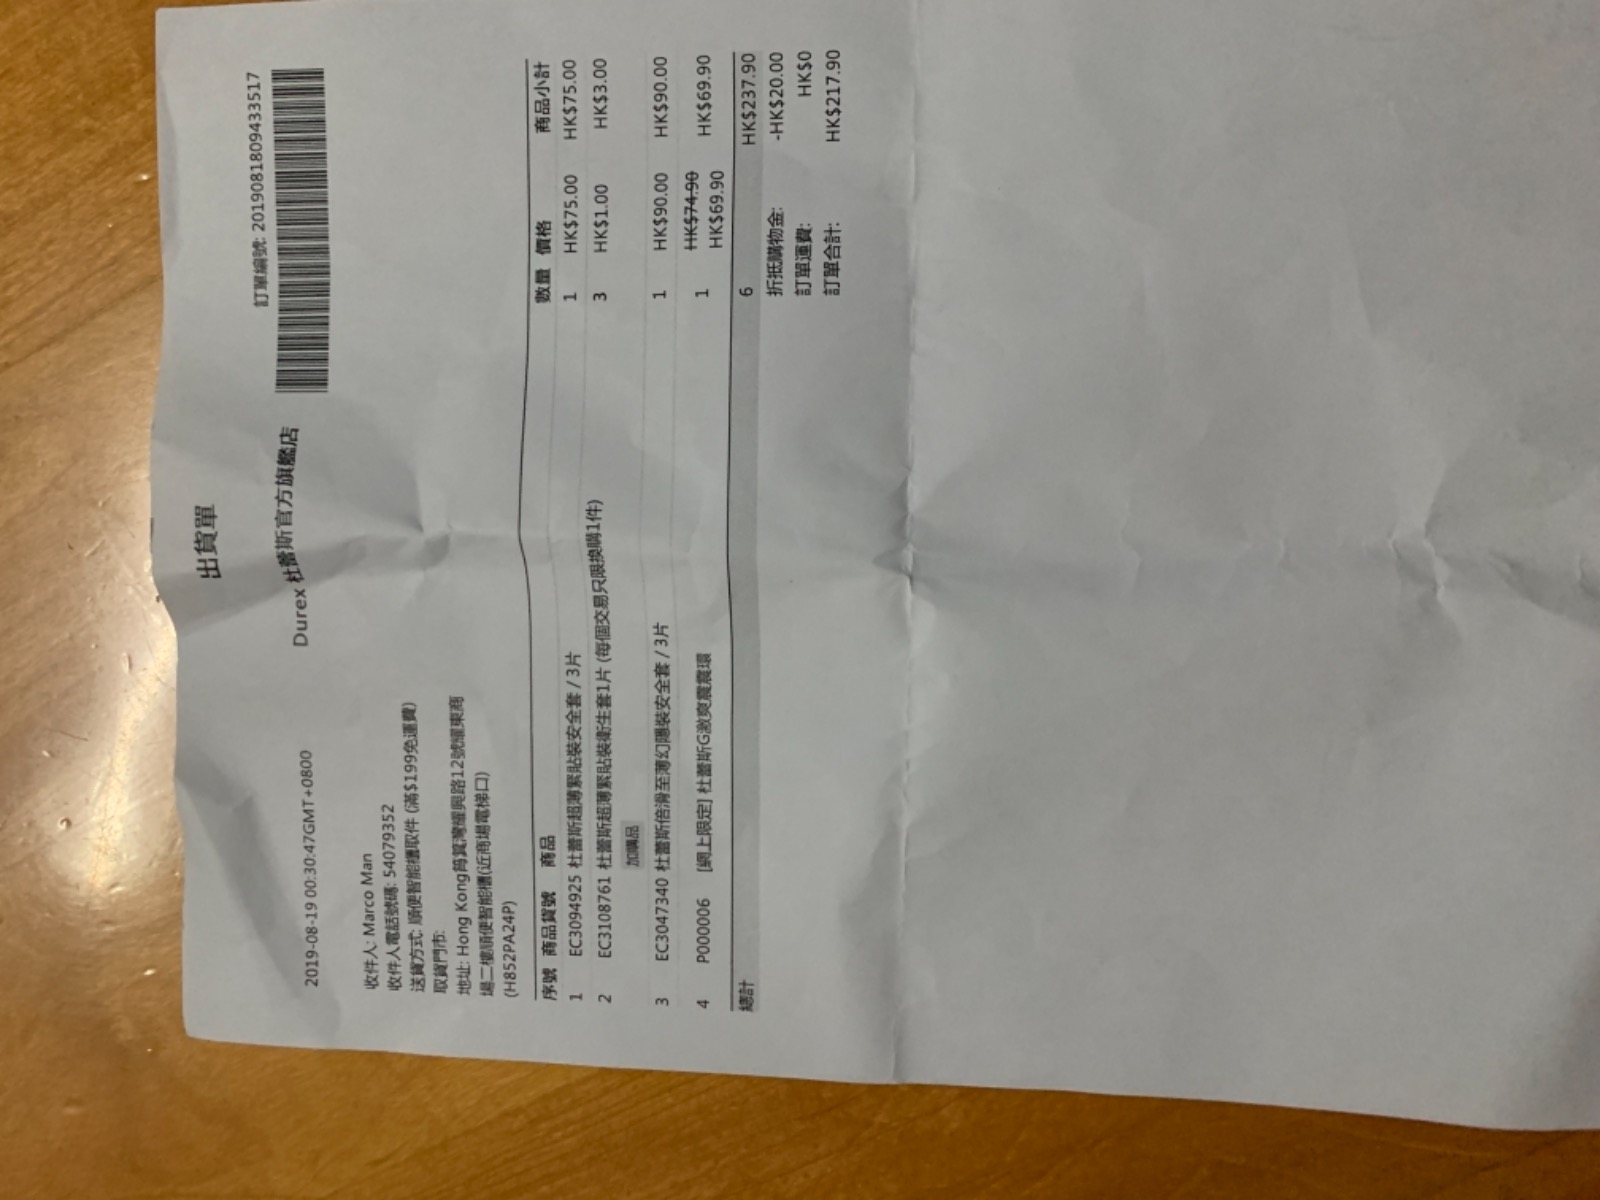 出貨單
訂單編號: 2019081809433517
Durex 杜蕾斯官方旗艦店
2019-08-19 00:30:47GMT+0800
收件人: Marco Man
收件人電話號碼: 54079352
送貨方式: 順便智能櫃取件 (滿$199免運費)
取貨門市:
地址: Hong Kong筲箕灣耀興路12號耀東商
場二樓順便智能櫃(近商場電梯口)
(H852PA24P)
序號 商品貨號 商品 數量 價格 商品小計
1 EC3094925 杜蕾斯超薄緊貼裝安全套 / 3片 1 HK$75.00 HK$75.00
2 EC3108761 杜蕾斯超薄緊貼裝衛生套1片 (每個交易只限換購1件) 3 HK$1.00 HK$3.00
加購品
3 EC3047340 杜蕾斯倍滑至薄幻隱裝安全套 / 3片 1 HK$90.00 HK$90.00
HK$74.90
4 P000006 [網上限定] 杜蕾斯G激爽震震環 1 HK$69.90 HK$69.90
總計 6 HK$237.90
折抵購物金: -HK$20.00
訂單運費: HK$0
訂單合計: HK$217.90